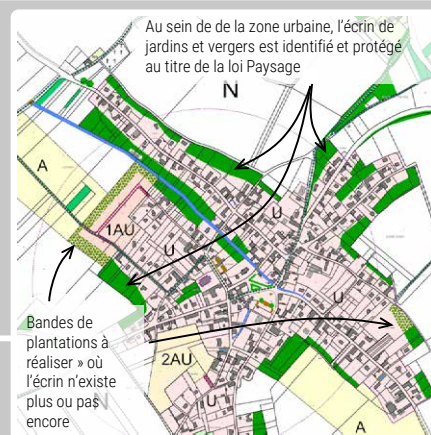 Au sein de de la zone urbaine, l'écrin de
jardins et vergers est identifié et protégé
au titre de la loi Paysage
N
A
1AU
U
U
U
Bandes de
plantations à
réaliser » où
l'écrin n'existe
plus ou pas
encore
N
2AU
U
A